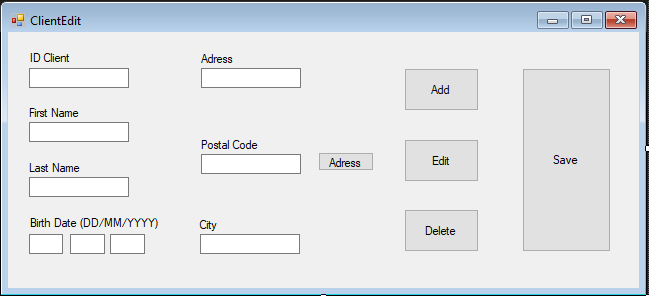 ClientEdit
ID Client
Adress
Add
First Name
Postal Code
Adress
Edit
Save
Last Name
Birth Date (DD/MM/YYYY)
City
Delete